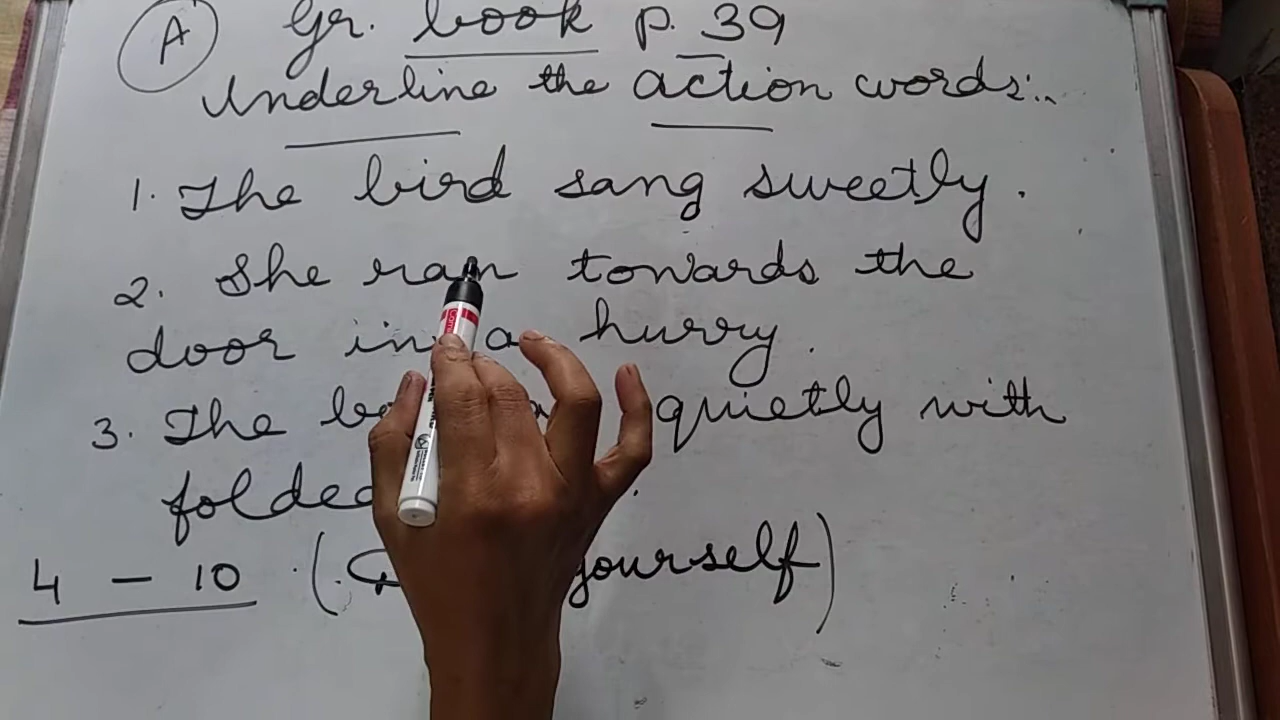 A Gr. book p. 39
Underline the action words:..
1. The bird sang sweetly.
2. She ran towards the
door in a hurry.
3. The quietly with
folded
4 - 10 ( yourself)